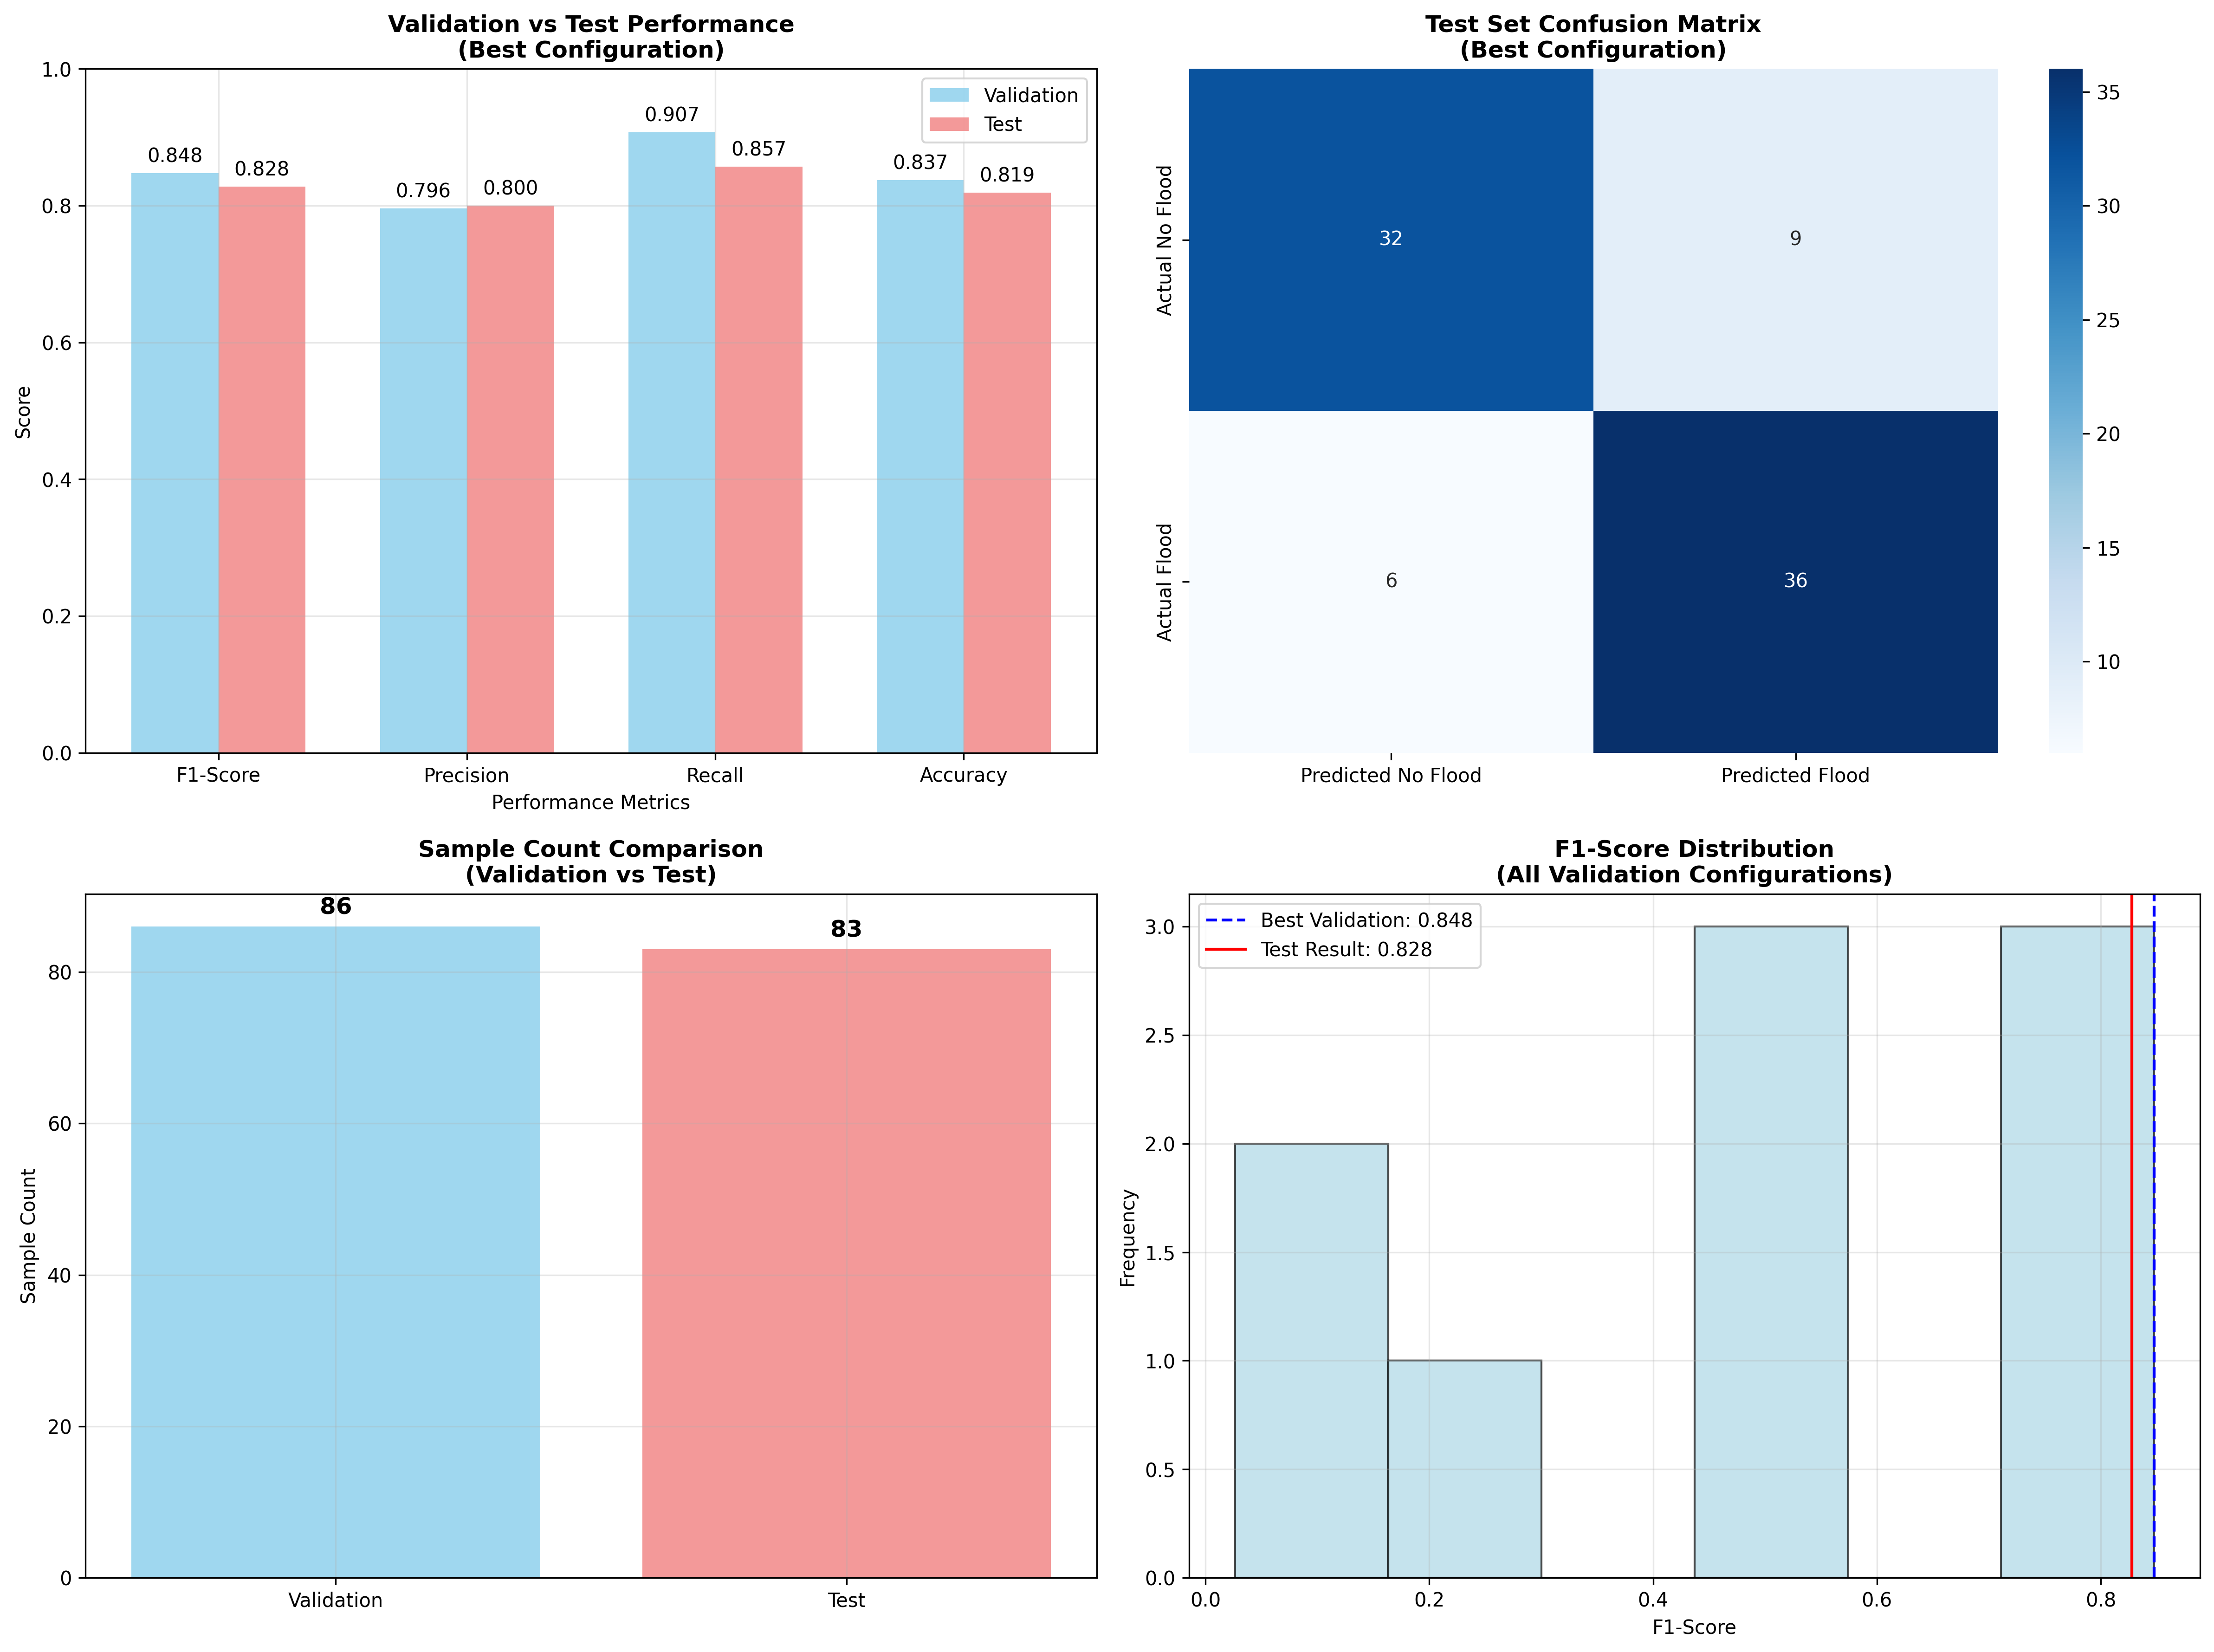 Validation vs Test Performance
(Best Configuration)
1.0
0.8
0.6
0.4
0.2
0.0
Score
0.848
0.828
0.796
0.800
0.907
0.857
0.837
0.819
Validation
Test
F1-Score
Precision
Recall
Accuracy
Performance Metrics
Test Set Confusion Matrix
(Best Configuration)
Actual No Flood
Actual Flood
32
9
6
36
Predicted No Flood
Predicted Flood
35
30
25
20
15
10
Sample Count Comparison
(Validation vs Test)
86
83
80
60
40
20
0
Sample Count
Validation
Test
F1-Score Distribution
(All Validation Configurations)
Best Validation: 0.848
Test Result: 0.828
3.0
2.5
2.0
1.5
1.0
0.5
0.0
Frequency
0.0
0.2
0.4
0.6
0.8
F1-Score